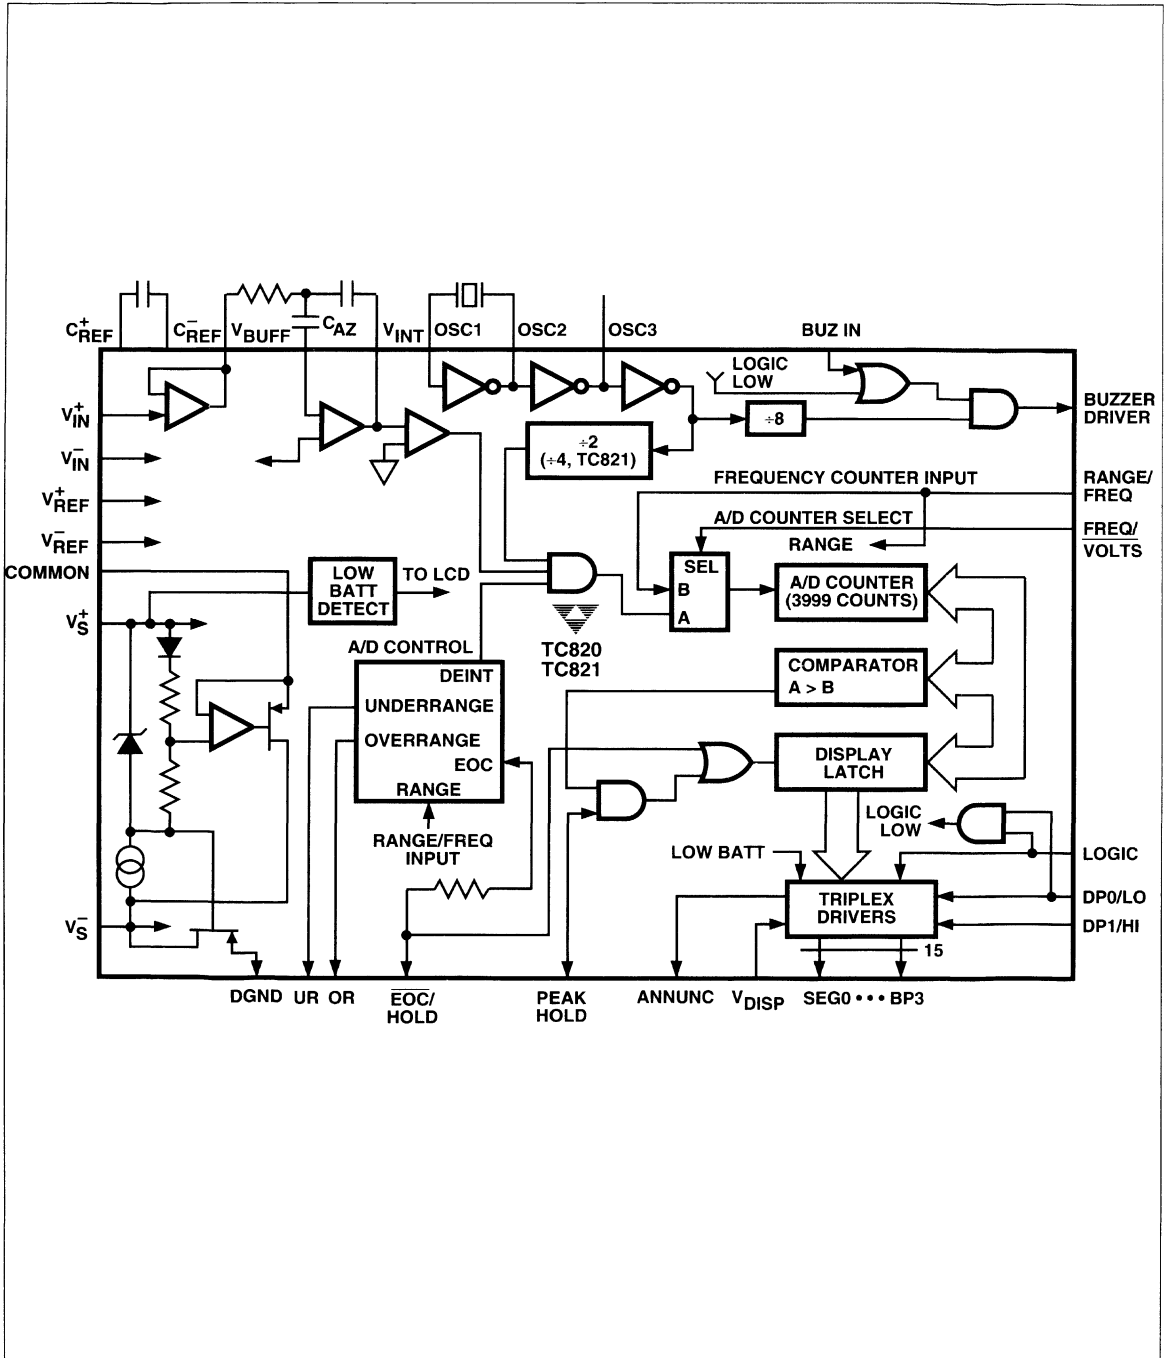 C+REF
C−REF
VBUFF
CAZ
VINT
OSC1
OSC2
OSC3
BUZ IN
LOGIC
LOW
BUZZER
DRIVER
÷8
÷2
(÷4, TC821)
V+IN
V−IN
V+REF
V−REF
COMMON
V+S
V−S
FREQUENCY COUNTER INPUT
RANGE/
FREQ
A/D COUNTER SELECT
FREQ/
VOLTS
RANGE
SEL
B
A
A/D COUNTER
(3999 COUNTS)
LOW
BATT
DETECT
TO LCD
TC820
TC821
A/D CONTROL
DEINT
UNDERRANGE
OVERRANGE
EOC
RANGE
RANGE/FREQ
INPUT
COMPARATOR
A > B
DISPLAY
LATCH
LOGIC
LOW
LOW BATT
TRIPLEX
DRIVERS
LOGIC
DP0/LO
DP1/HI
15
DGND
UR
OR
EOC/
HOLD
PEAK
HOLD
ANNUNC
VDISP
SEG0 • • • BP3